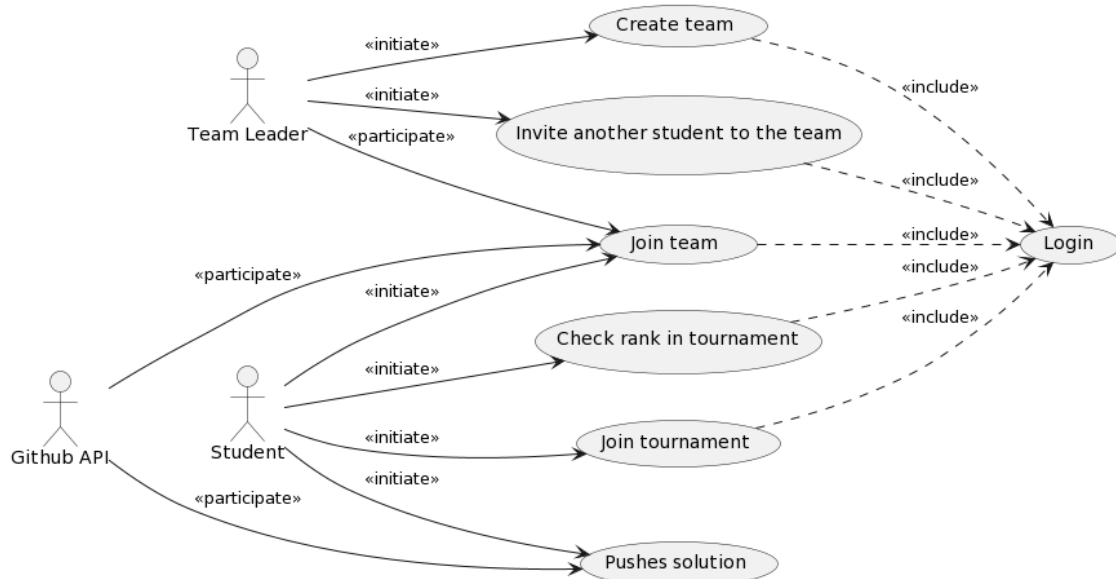 Create team
«initiate»
«include»
«initiate»
Team Leader
Invite another student to the team
«participate»
«include»
«include»
Join team
Login
«participate»
«include»
«initiate»
«include»
Check rank in tournament
«initiate»
«initiate»
Join tournament
Github API
Student
«initiate»
«participate»
Pushes solution